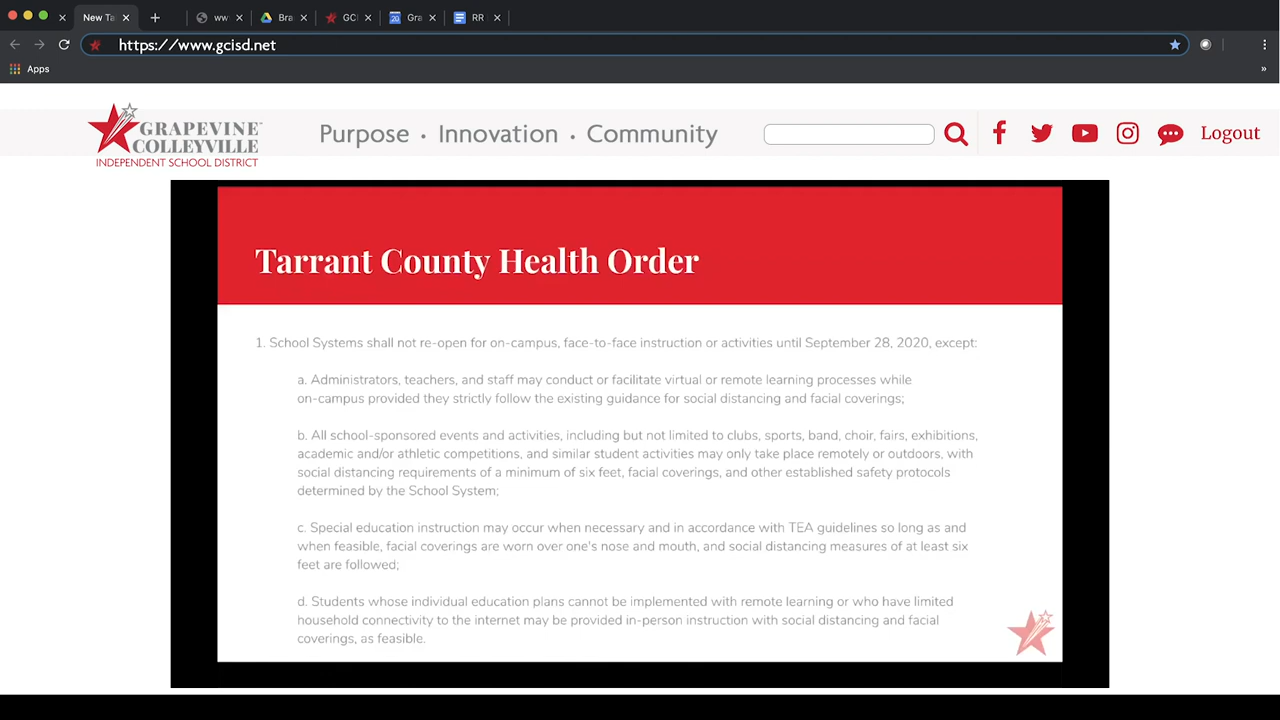 New Ta
ww
Bra
GCI
Gra
RR
https://www.gcisd.net
Apps
GRAPEVINE
COLLEYVILLE
INDEPENDENT SCHOOL DISTRICT
Purpose • Innovation • Community
Logout
Tarrant County Health Order
1. School Systems shall not re-open for on-campus, face-to-face instruction or activities until September 28, 2020, except:
a. Administrators, teachers, and staff may conduct or facilitate virtual or remote learning processes while
on-campus provided they strictly follow the existing guidance for social distancing and facial coverings;
b. All school-sponsored events and activities, including but not limited to clubs, sports, band, choir, fairs, exhibitions,
academic and/or athletic competitions, and similar student activities may only take place remotely or outdoors, with
social distancing requirements of a minimum of six feet, facial coverings, and other established safety protocols
determined by the School System;
c. Special education instruction may occur when necessary and in accordance with TEA guidelines so long as and
when feasible, facial coverings are worn over one's nose and mouth, and social distancing measures of at least six
feet are followed;
d. Students whose individual education plans cannot be implemented with remote learning or who have limited
household connectivity to the internet may be provided in-person instruction with social distancing and facial
coverings, as feasible.